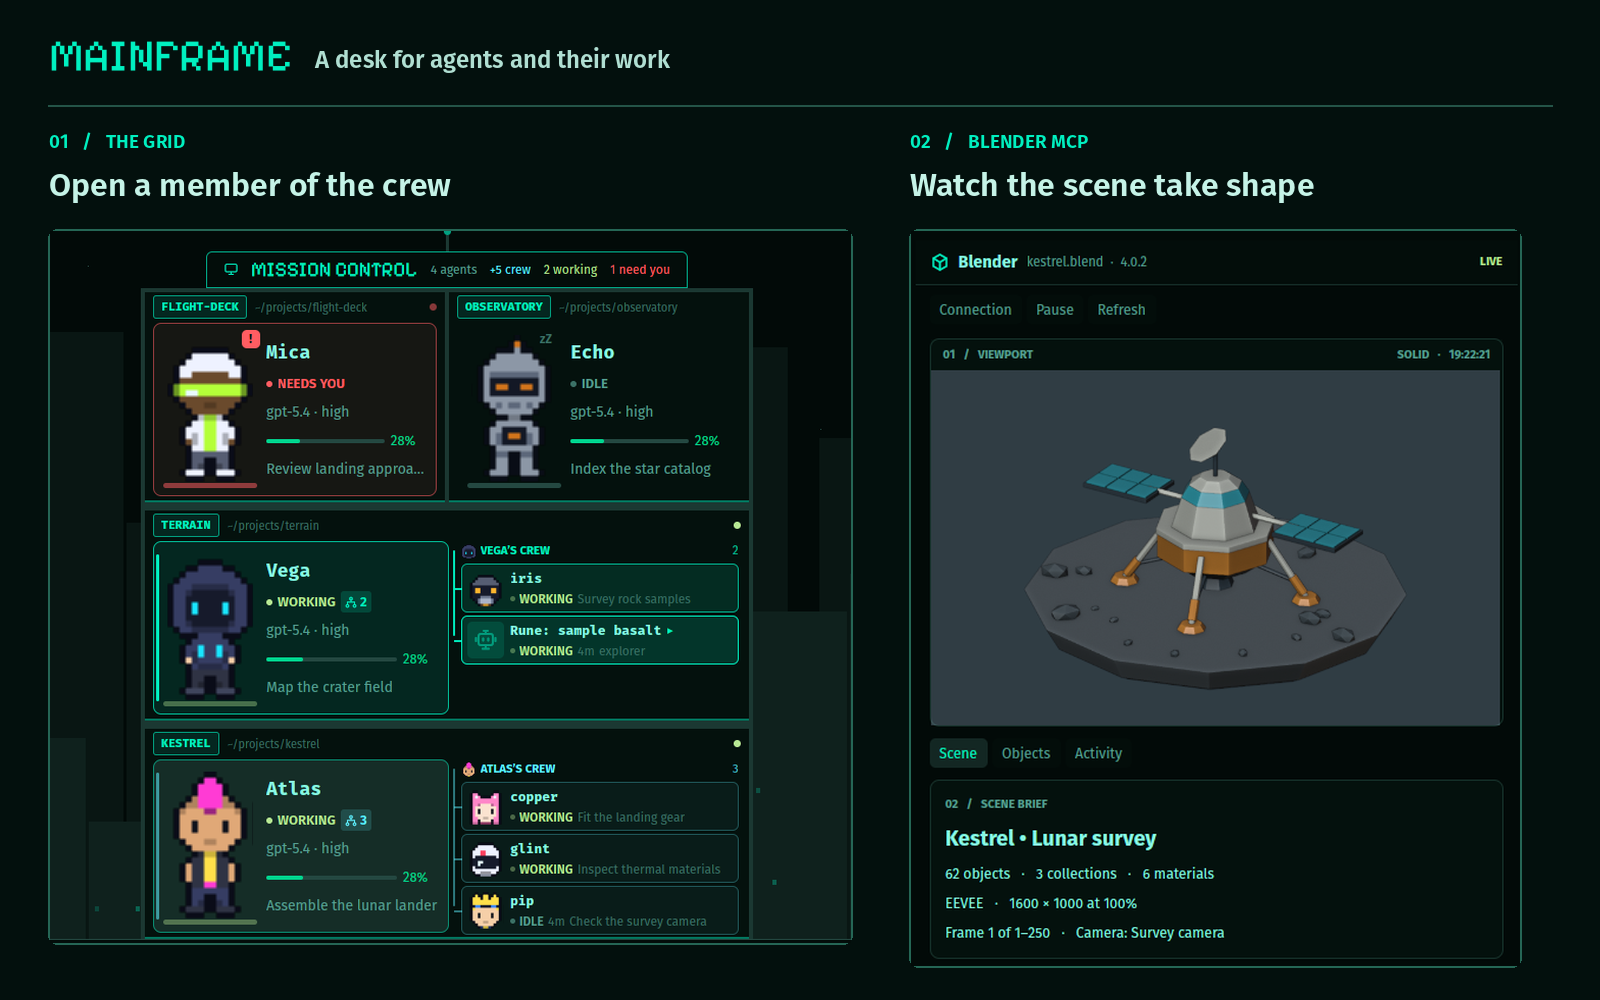 MAINFRAME A desk for agents and their work
01 / THE GRID
Open a member of the crew
MISSION CONTROL 4 agents +5 crew 2 working 1 need you
FLIGHT-DECK ~/projects/flight-deck
!
Mica
NEEDS YOU
gpt-5.4 · high
28%
Review landing approa...
OBSERVATORY ~/projects/observatory
zZ
Echo
IDLE
gpt-5.4 · high
28%
Index the star catalog
TERRAIN ~/projects/terrain
Vega
WORKING 2
gpt-5.4 · high
28%
Map the crater field
VEGA'S CREW 2
iris
WORKING Survey rock samples
Rune: sample basalt
WORKING 4m explorer
KESTREL ~/projects/kestrel
Atlas
WORKING 3
gpt-5.4 · high
28%
Assemble the lunar lander
ATLAS'S CREW 3
copper
WORKING Fit the landing gear
glint
WORKING Inspect thermal materials
pip
IDLE 4m Check the survey camera
02 / BLENDER MCP
Watch the scene take shape
Blender kestrel.blend · 4.0.2 LIVE
Connection Pause Refresh
01 / VIEWPORT SOLID · 19:22:21
Scene Objects Activity
02 / SCENE BRIEF
Kestrel • Lunar survey
62 objects · 3 collections · 6 materials
EEVEE · 1600 × 1000 at 100%
Frame 1 of 1–250 · Camera: Survey camera